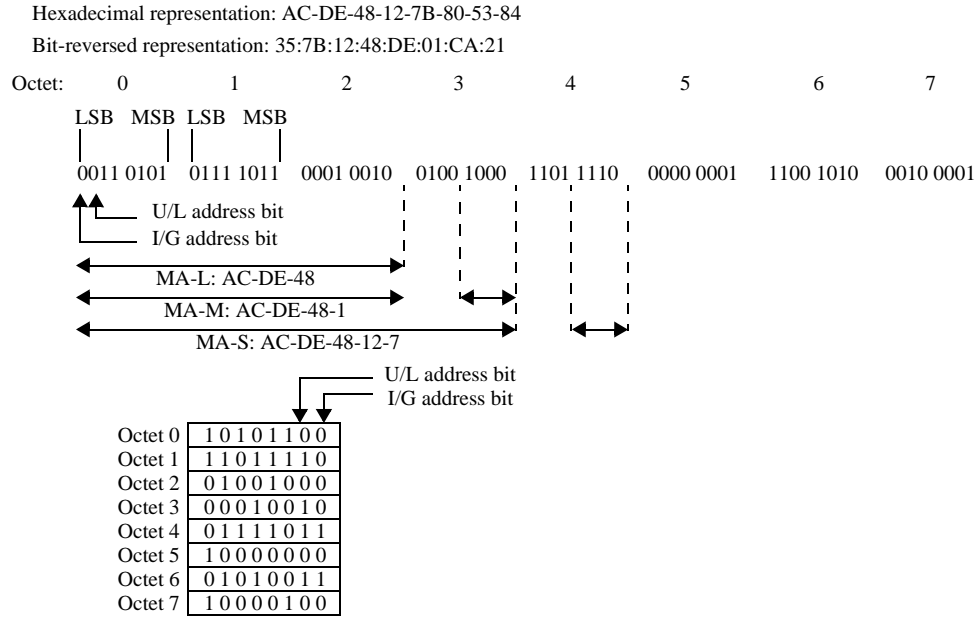 Hexadecimal representation: AC-DE-48-12-7B-80-53-84
Bit-reversed representation: 35:7B:12:48:DE:01:CA:21
Octet: 0 1 2 3 4 5 6 7
LSB MSB LSB MSB
0011 0101 0111 1011 0001 0010 0100 1000 1101 1110 0000 0001 1100 1010 0010 0001
U/L address bit
I/G address bit
MA-L: AC-DE-48
MA-M: AC-DE-48-1
MA-S: AC-DE-48-12-7
U/L address bit
I/G address bit
Octet 0 1 0 1 0 1 1 0 0
Octet 1 1 1 0 1 1 1 1 0
Octet 2 0 1 0 0 1 0 0 0
Octet 3 0 0 0 1 0 0 1 0
Octet 4 0 1 1 1 1 0 1 1
Octet 5 1 0 0 0 0 0 0 0
Octet 6 0 1 0 1 0 0 1 1
Octet 7 1 0 0 0 0 1 0 0